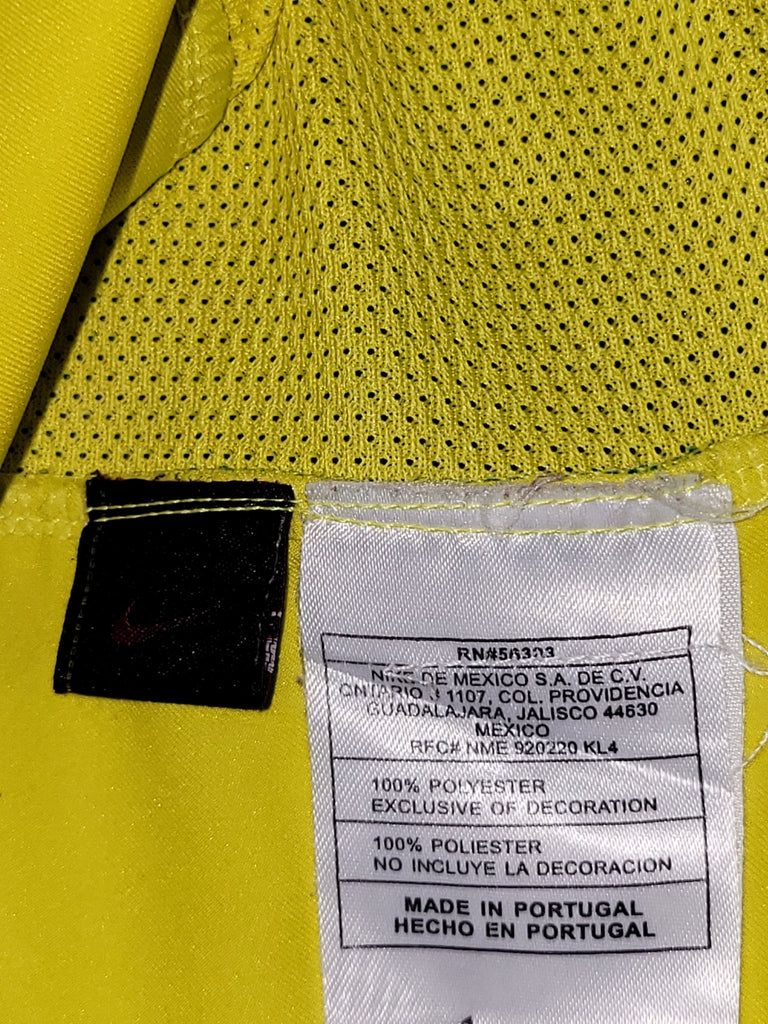 RN#56323
NIKE DE MEXICO S.A. DE C.V.
ONTARIO # 1107, COL. PROVIDENCIA
GUADALAJARA, JALISCO 44630
MEXICO
RFC# NME 920220 KL4
100% POLYESTER
EXCLUSIVE OF DECORATION
100% POLIESTER
NO INCLUYE LA DECORACION
MADE IN PORTUGAL
HECHO EN PORTUGAL